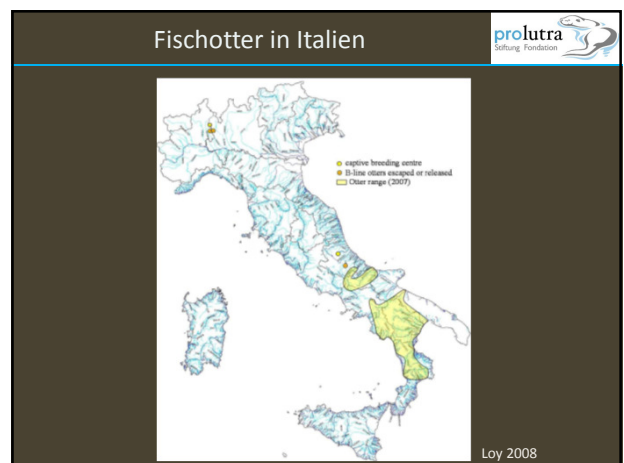 Fischotter in Italien
prolutra
Stiftung Fondation
captive breeding centre
B-line otters escaped or released
Otter range (2007)
Loy 2008